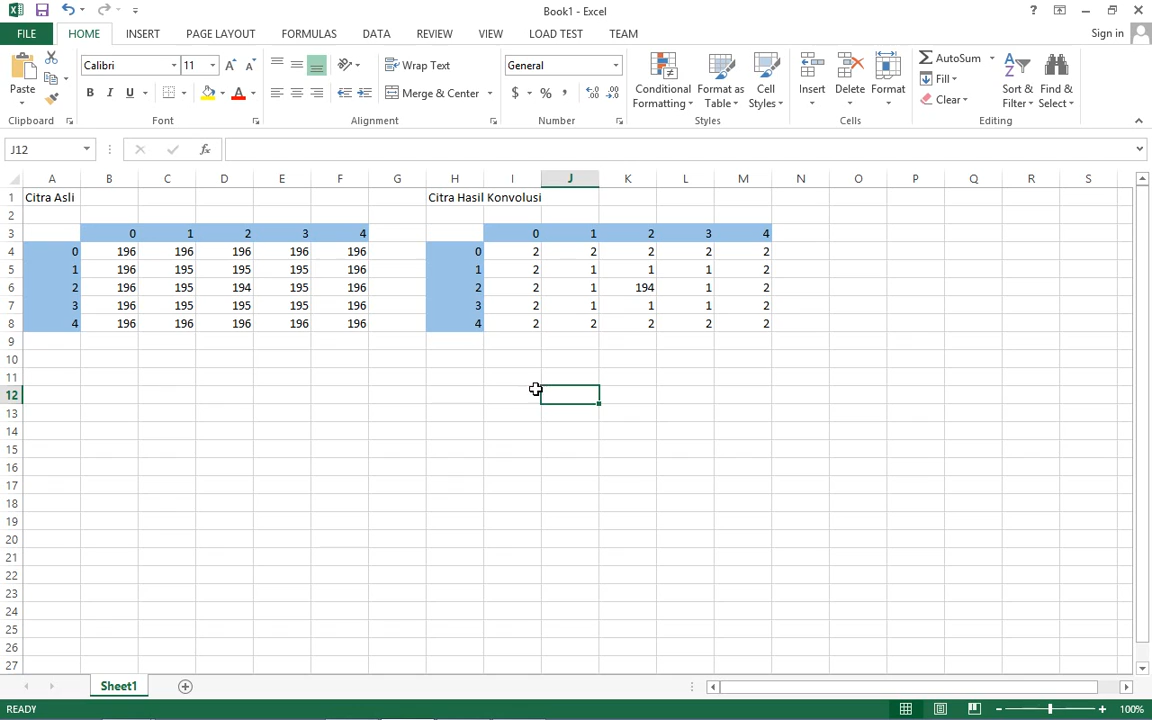 Book1 - Excel
Sign in
FILE HOME INSERT PAGE LAYOUT FORMULAS DATA REVIEW VIEW LOAD TEST TEAM
Calibri 11 Wrap Text General AutoSum
Fill
Paste B I U A Merge & Center $ % , Conditional Formatting Format as Table Cell Styles Insert Delete Format Clear Sort & Filter Find & Select
Clipboard Font Alignment Number Styles Cells Editing
J12 fx
A B C D E F G H I J K L M N O P Q R S
1 Citra Asli Citra Hasil Konvolusi
2
3 0 1 2 3 4 0 1 2 3 4
4 0 196 196 196 196 196 0 2 2 2 2 2
5 1 196 195 195 195 196 1 2 1 1 1 2
6 2 196 195 194 195 196 2 2 1 194 1 2
7 3 196 195 195 195 196 3 2 1 1 1 2
8 4 196 196 196 196 196 4 2 2 2 2 2
9
10
11
12
13
14
15
16
17
18
19
20
21
22
23
24
25
26
27
Sheet1
READY 100%